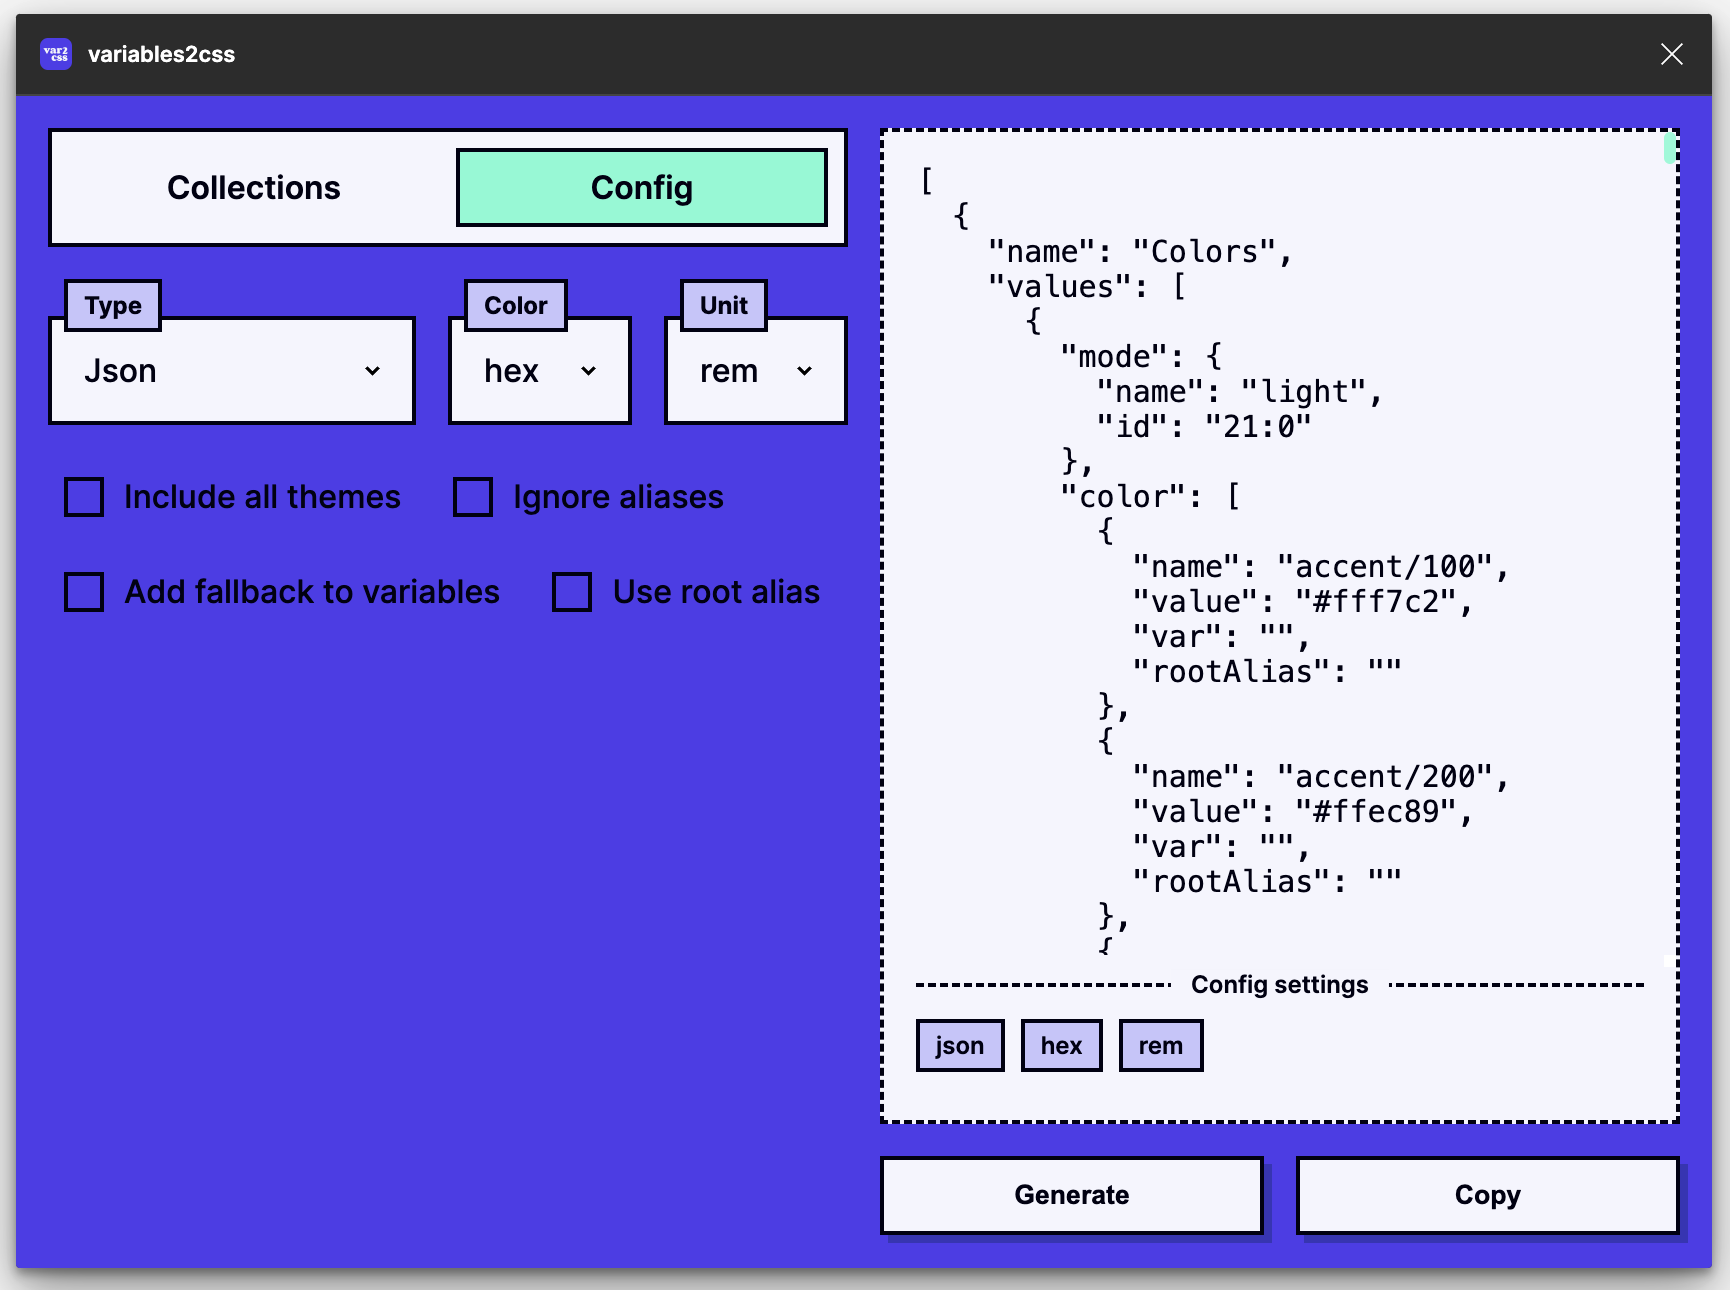 var2
css
variables2css
Collections
Config
Type
Color
Unit
Json
hex
rem
Include all themes
Ignore aliases
Add fallback to variables
Use root alias
[
  {
    "name": "Colors",
    "values": [
      {
        "mode": {
          "name": "light",
          "id": "21:0"
        },
        "color": [
          {
            "name": "accent/100",
            "value": "#fff7c2",
            "var": "",
            "rootAlias": ""
          },
          {
            "name": "accent/200",
            "value": "#ffec89",
            "var": "",
            "rootAlias": ""
          },
          {
Config settings
json
hex
rem
Generate
Copy